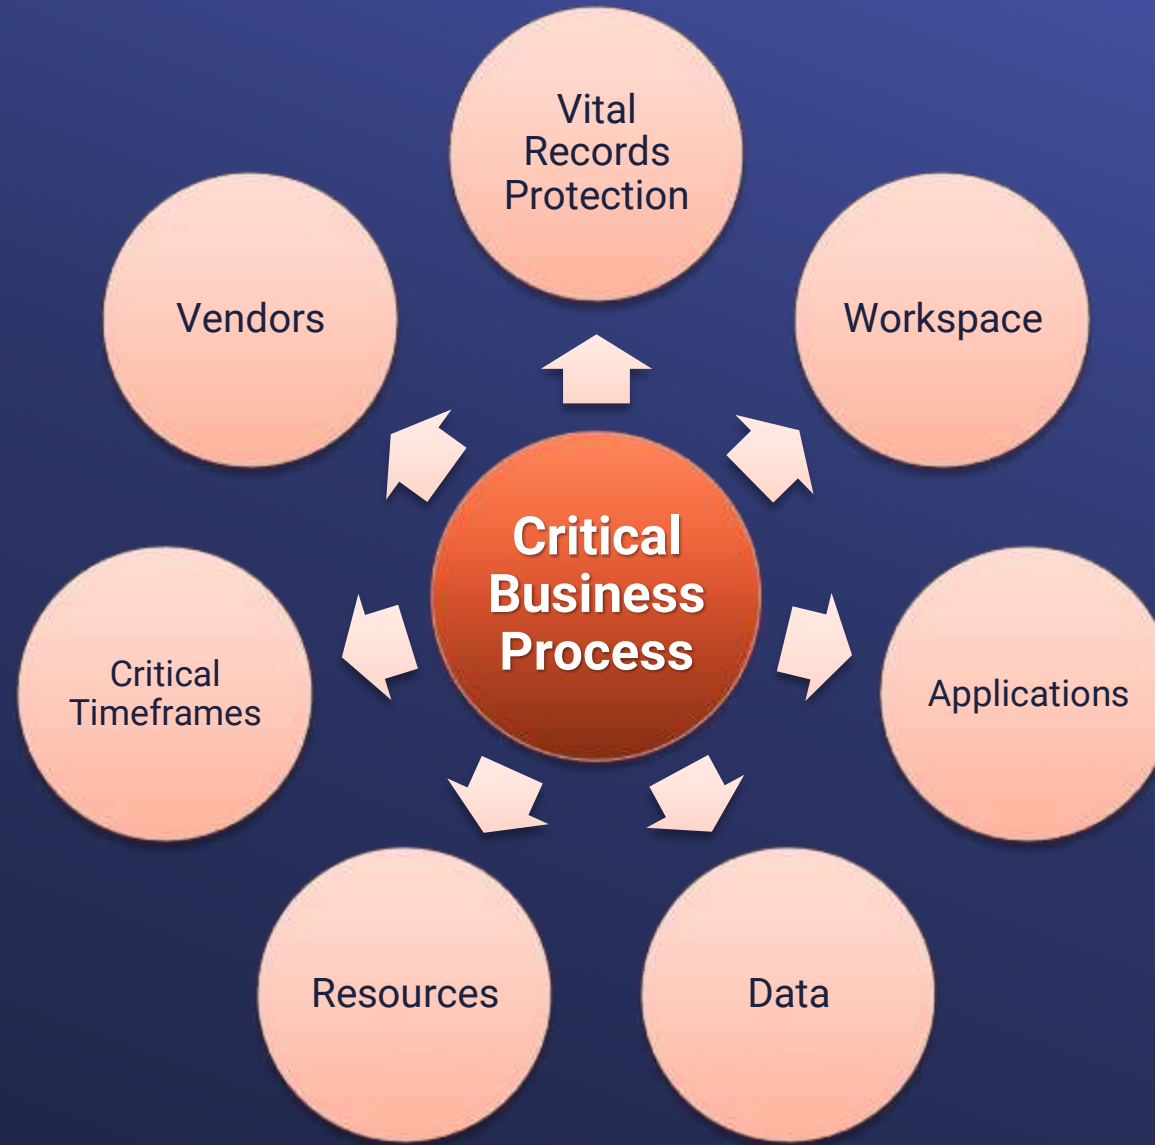 Vital
Records
Protection
Vendors
Workspace
Critical
Business
Process
Critical
Timeframes
Applications
Resources
Data